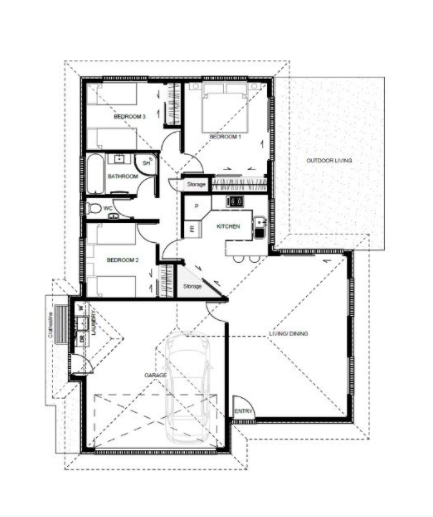 BEDROOM 3
BEDROOM 1
OUTDOOR LIVING
SH
BATHROOM
Storage
WC
P
KITCHEN
FR
BEDROOM 2
Storage
Clothesline
W
LAUNDRY
DR
LIVING/ DINING
GARAGE
ENTRY